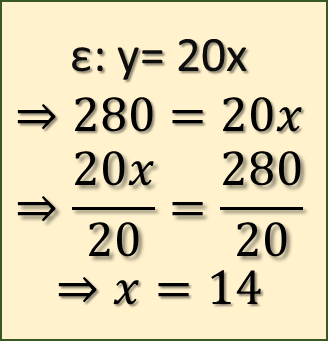 ε: y= 20x
⇒ 280 = 20x
⇒ 20x/20 = 280/20
⇒ x = 14